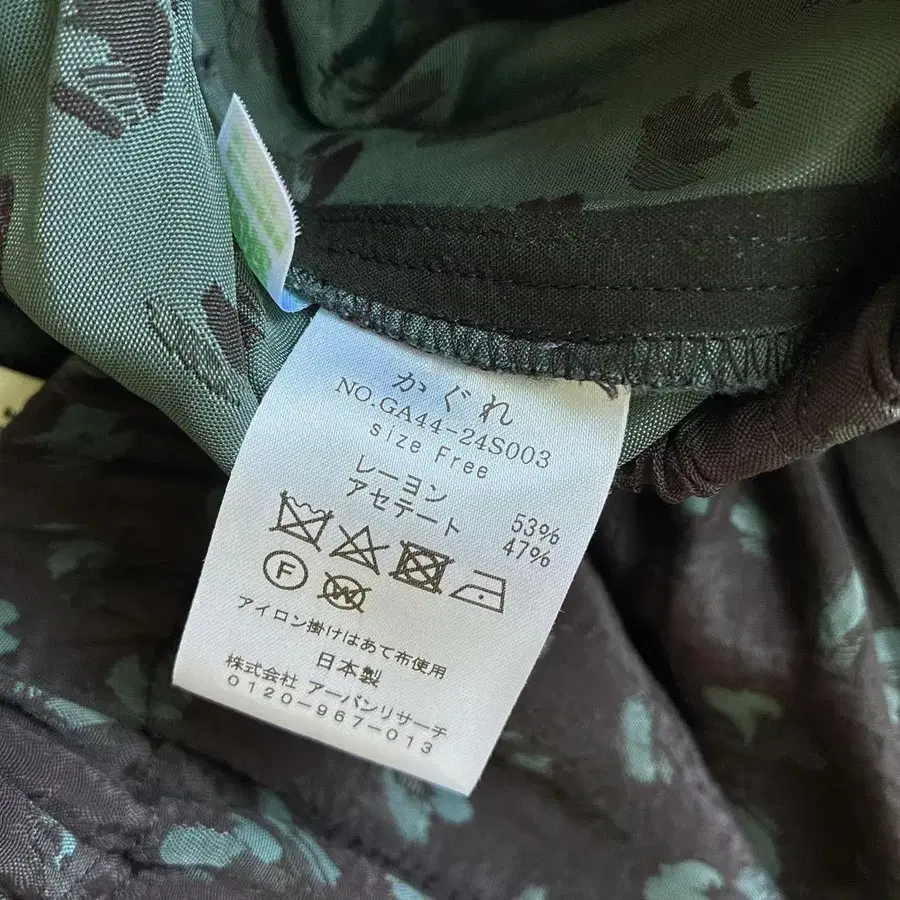 かぐれ
NO.GA44-24S003
Size Free
レーヨン 53%
アセテート 47%
F
W
アイロン掛けはあて布使用
日本製
株式会社 アーバンリサーチ
0120-967-013